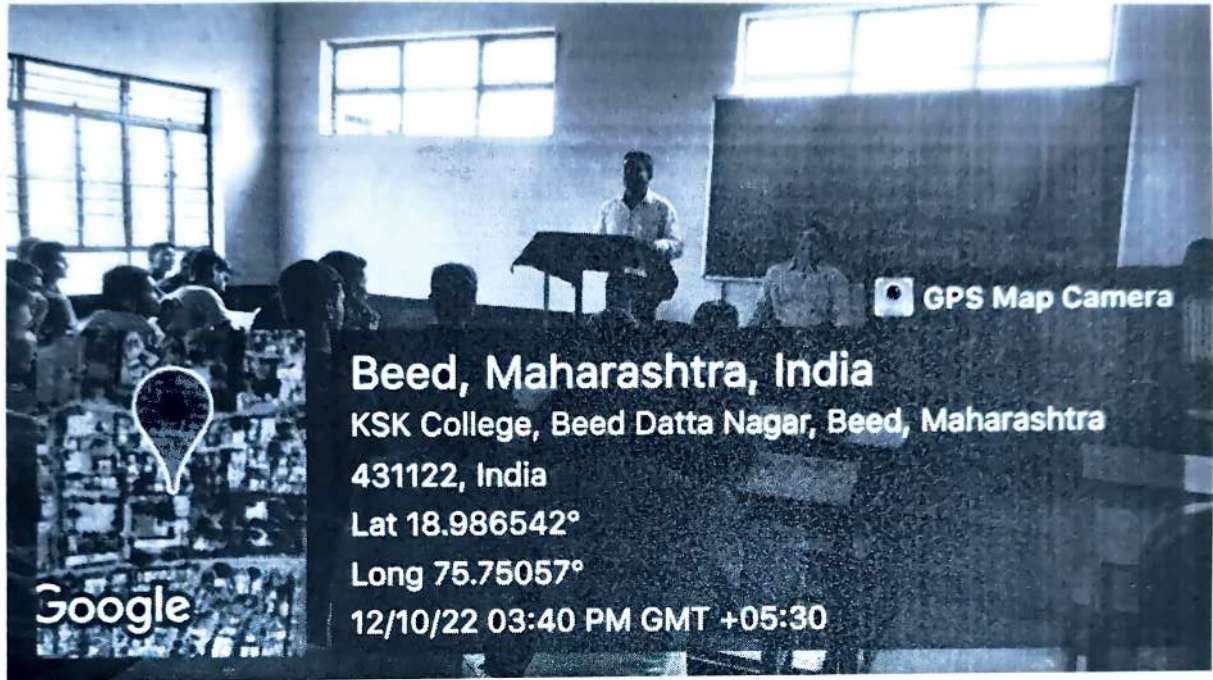 GPS Map Camera
Beed, Maharashtra, India
KSK College, Beed Datta Nagar, Beed, Maharashtra
431122, India
Lat 18.986542°
Long 75.75057°
12/10/22 03:40 PM GMT +05:30
Google